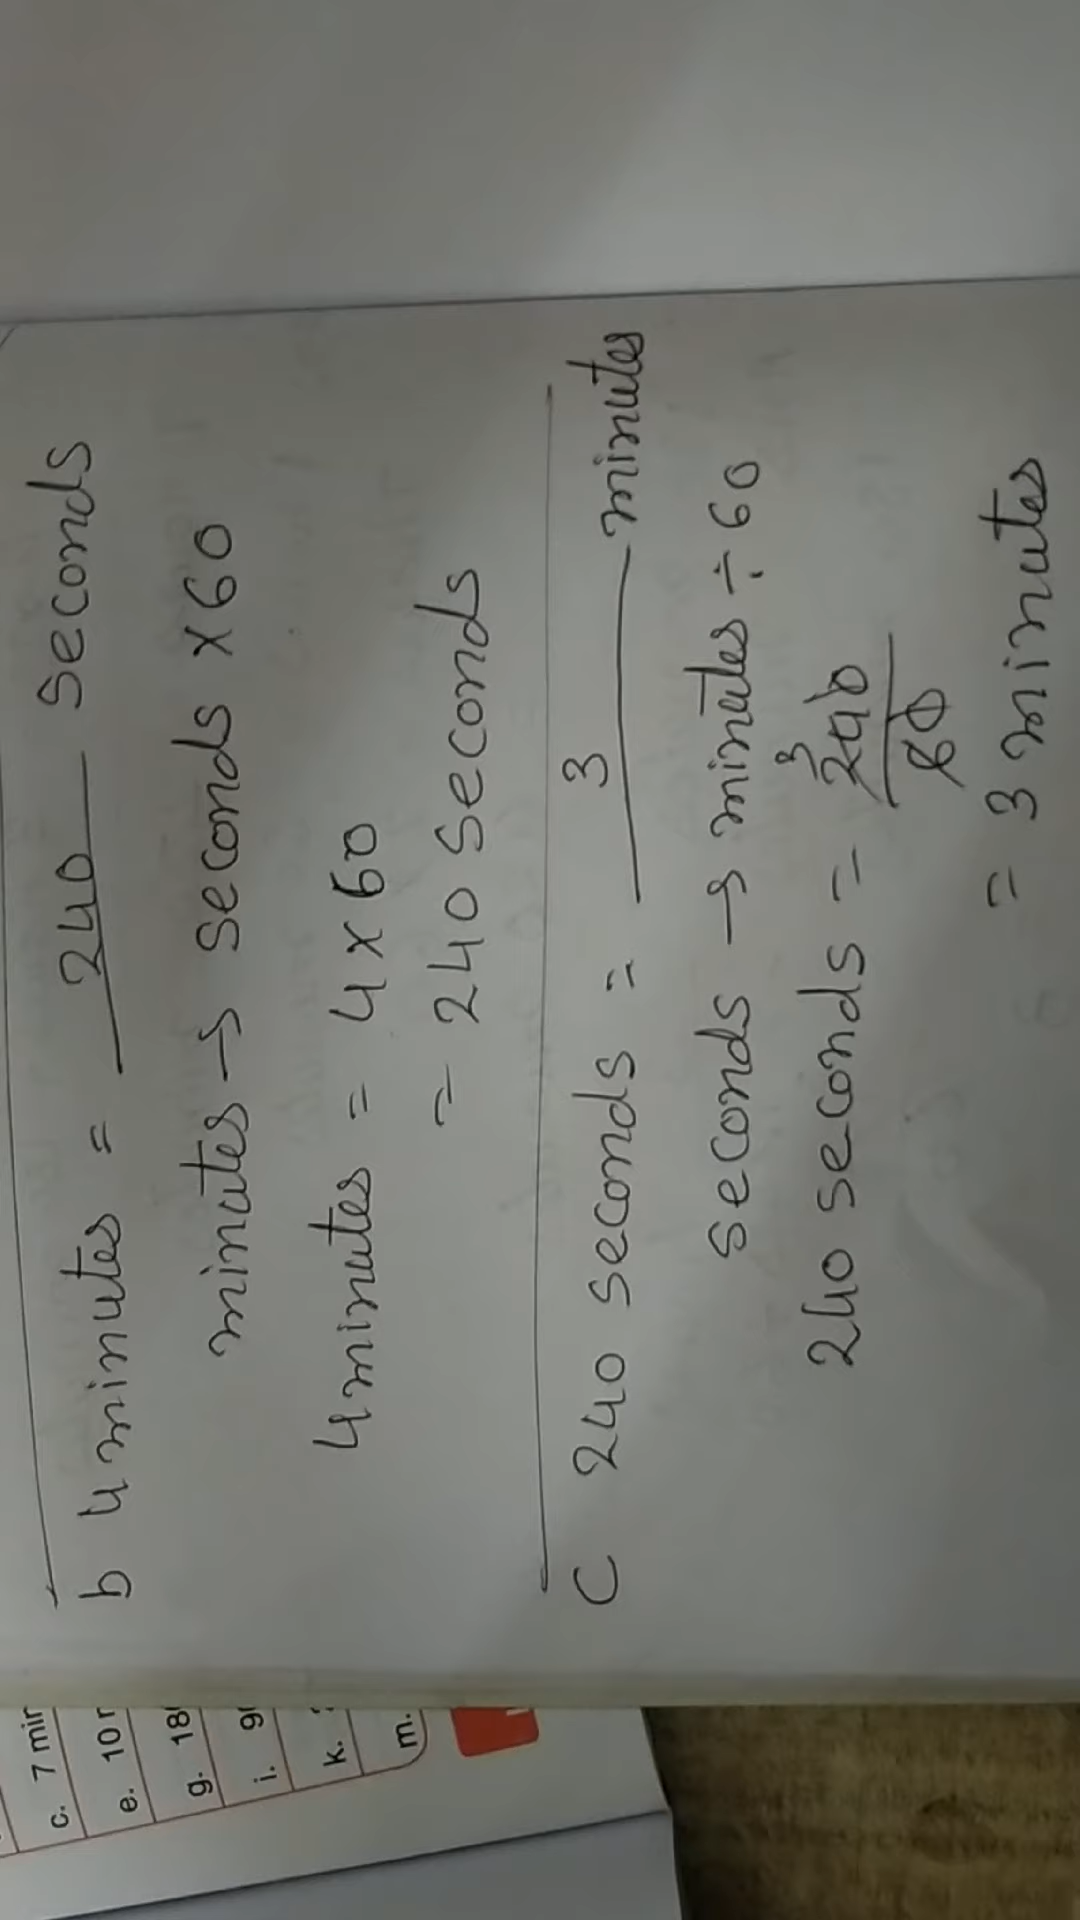 b 4 minutes = 240 seconds
minutes → seconds × 60
4 minutes = 4 × 60
= 240 seconds
c 240 seconds = 3 minutes
seconds → minutes ÷ 60
3
240 seconds = 240
60
= 3 minutes
c. 7 min
e. 10
g. 18
i.
k.
m.